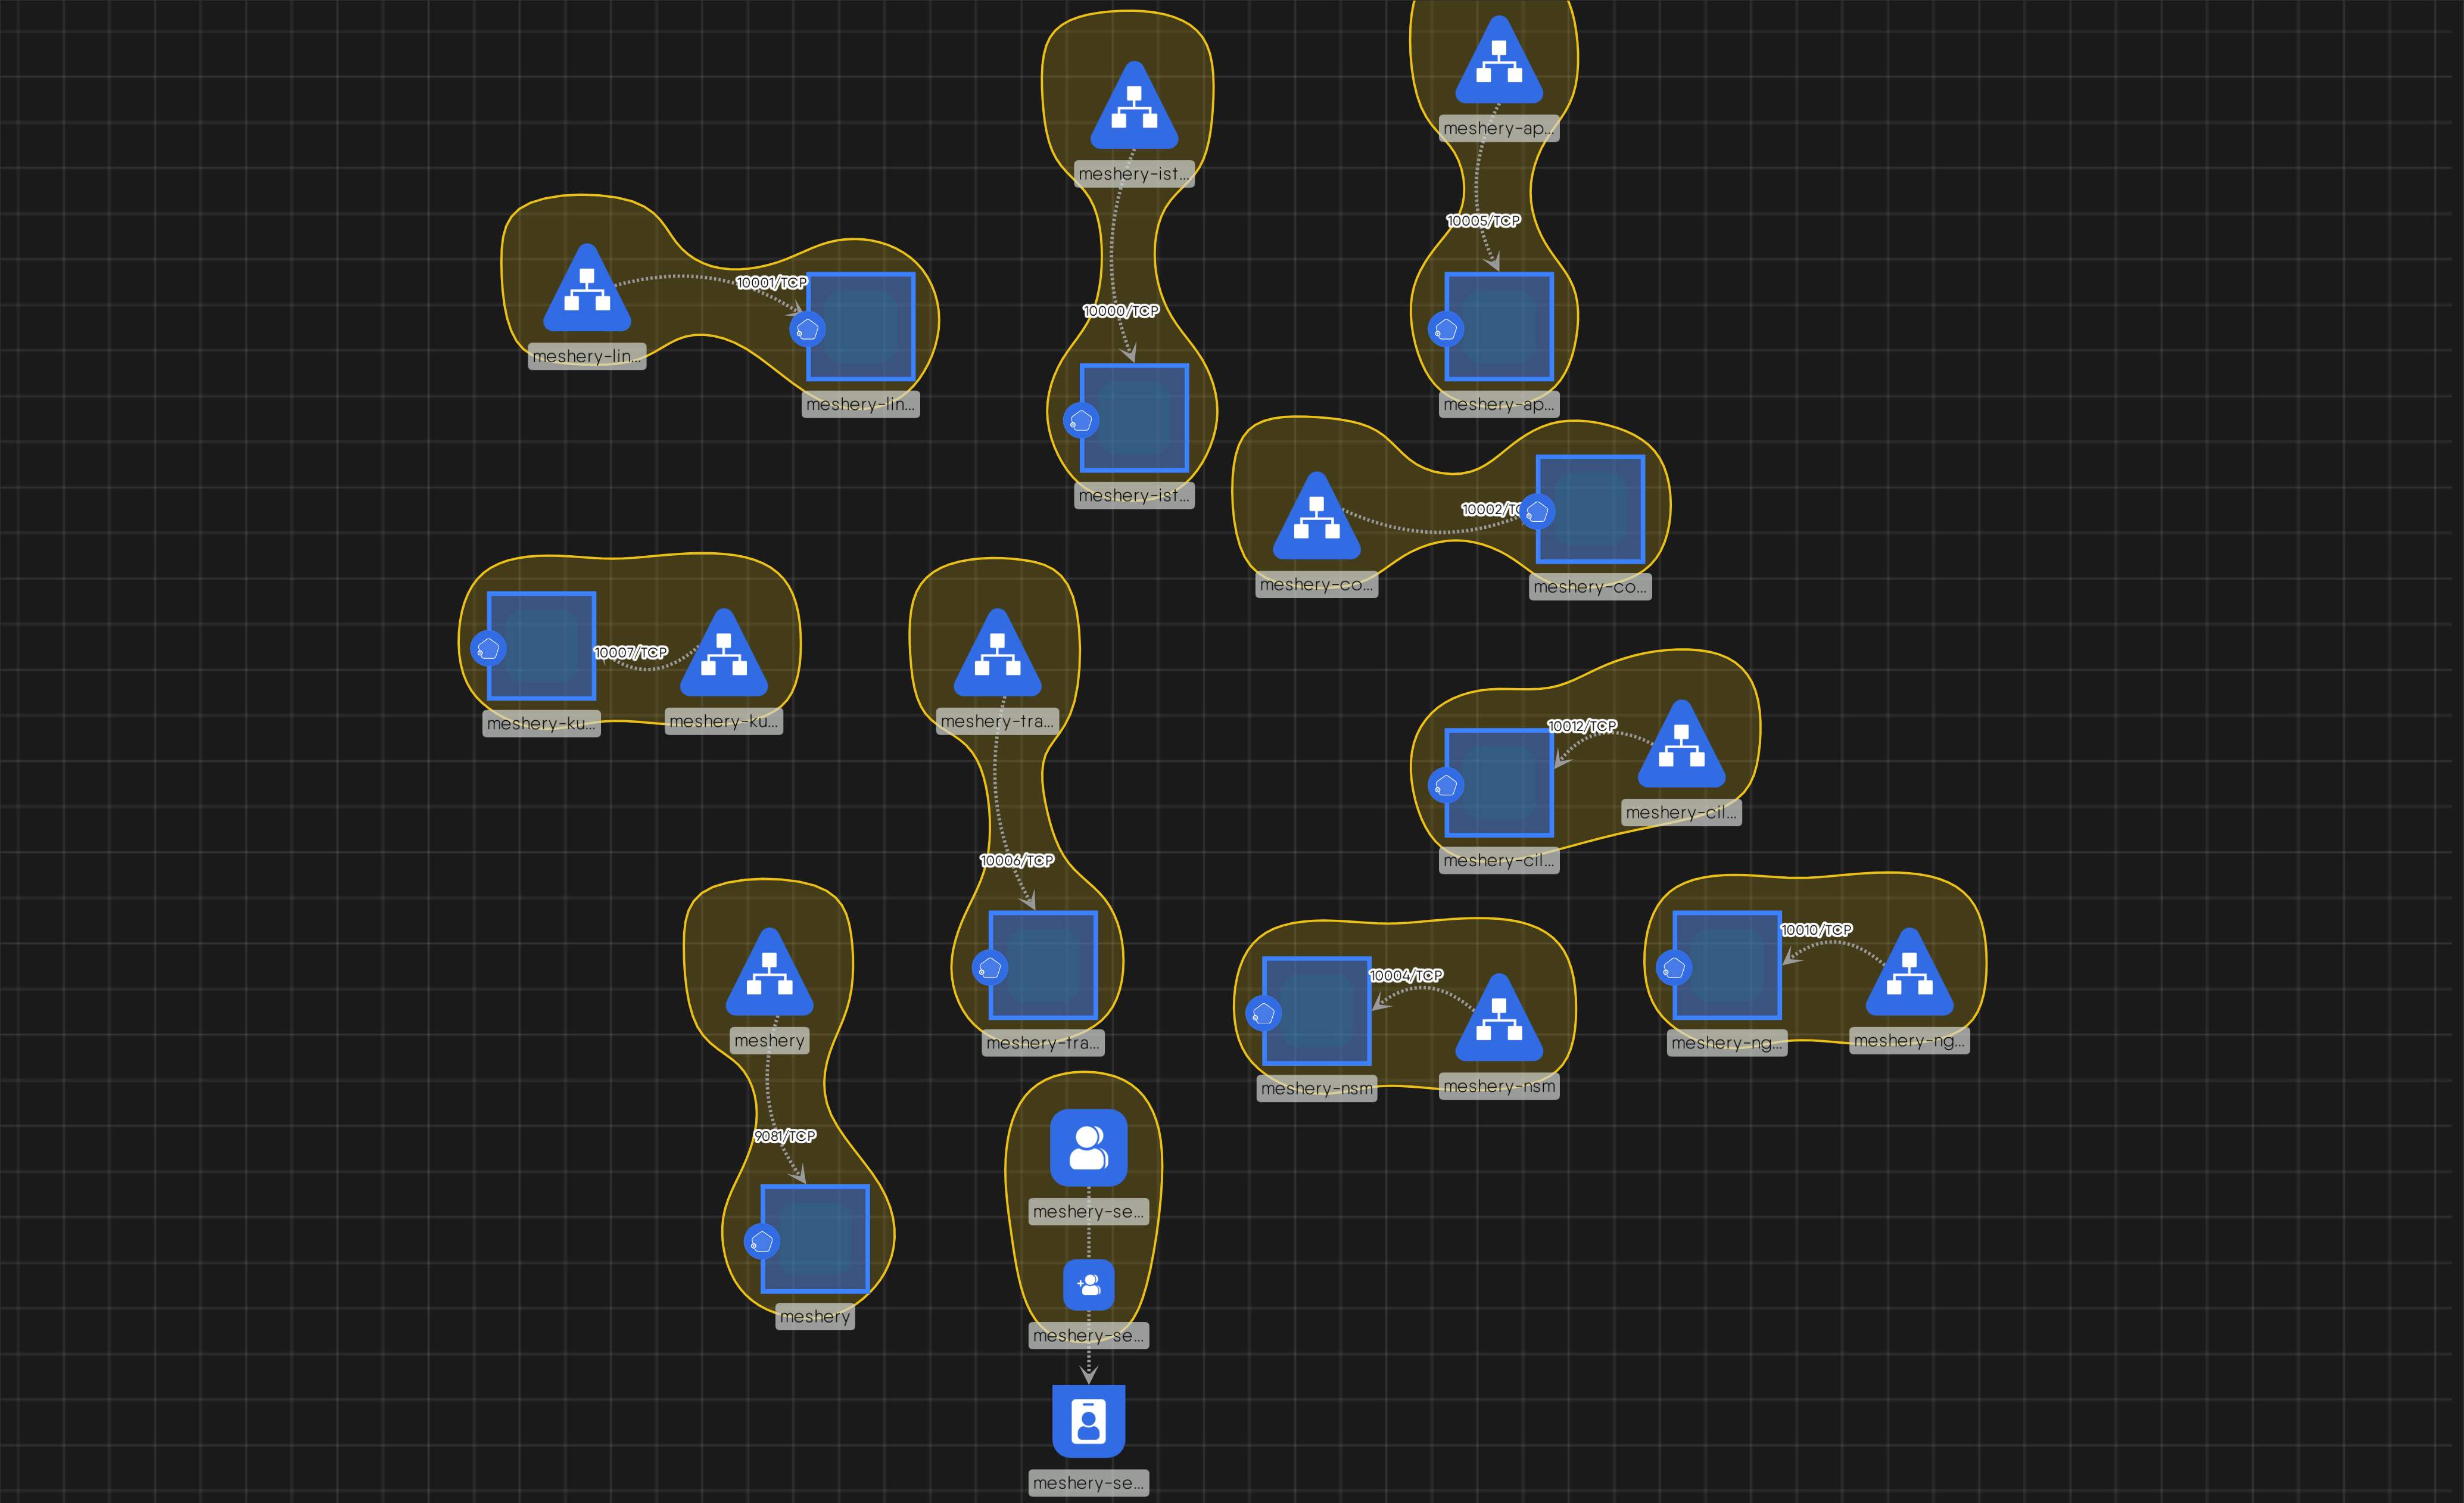 meshery-ap...
meshery-ist...
10005/TCP
10001/TCP
10000/TCP
meshery-lin...
meshery-lin...
meshery-ap...
meshery-ist...
10002/TC
meshery-co...
meshery-co...
10007/TCP
meshery-ku...
meshery-ku...
meshery-tra...
10012/TCP
meshery-cil...
meshery-cil...
10006/TCP
10010/TCP
10004/TCP
meshery
meshery-tra...
meshery-ng...
meshery-ng...
meshery-nsm
meshery-nsm
9081/TCP
meshery-se...
meshery
meshery-se...
meshery-se...